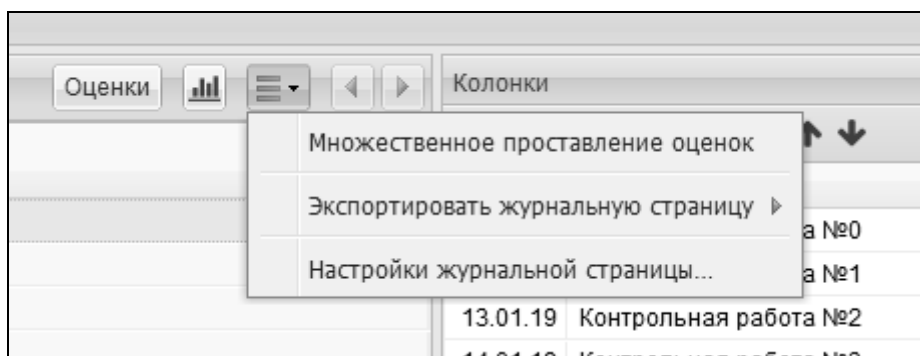 Оценки
Колонки
Множественное проставление оценок
Экспортировать журнальную страницу
Настройки журнальной страницы...
а №0
а №1
13.01.19 Контрольная работа №2